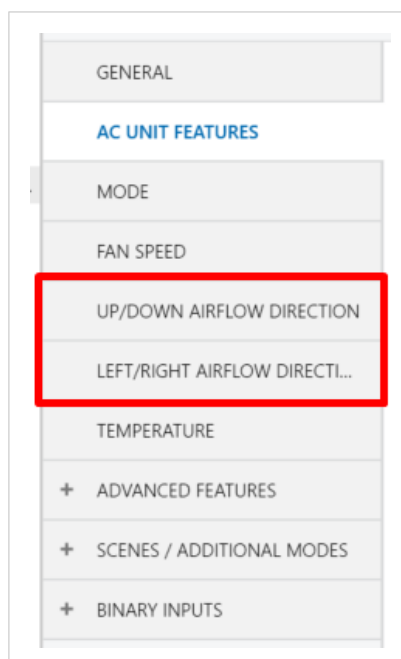 GENERAL
AC UNIT FEATURES
MODE
FAN SPEED
UP/DOWN AIRFLOW DIRECTION
LEFT/RIGHT AIRFLOW DIRECTI...
TEMPERATURE
+ ADVANCED FEATURES
+ SCENES / ADDITIONAL MODES
+ BINARY INPUTS